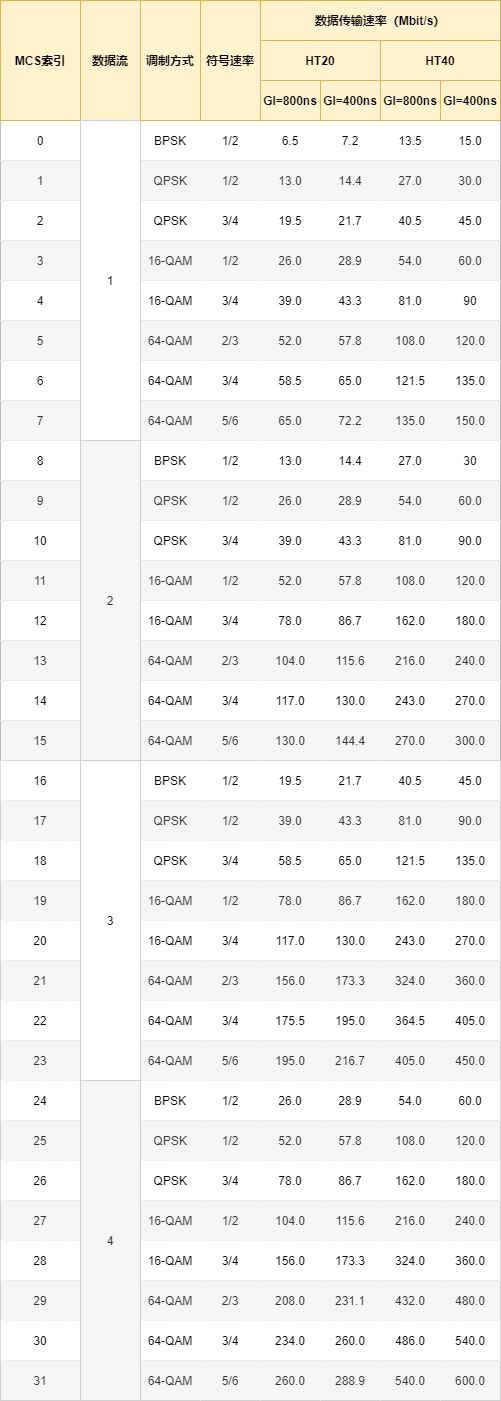 数据传输速率（Mbit/s）
MCS索引 数据流 调制方式 符号速率 HT20 HT40
GI=800ns GI=400ns GI=800ns GI=400ns
0 BPSK 1/2 6.5 7.2 13.5 15.0
1 QPSK 1/2 13.0 14.4 27.0 30.0
2 QPSK 3/4 19.5 21.7 40.5 45.0
3 16-QAM 1/2 26.0 28.9 54.0 60.0
1
4 16-QAM 3/4 39.0 43.3 81.0 90
5 64-QAM 2/3 52.0 57.8 108.0 120.0
6 64-QAM 3/4 58.5 65.0 121.5 135.0
7 64-QAM 5/6 65.0 72.2 135.0 150.0
8 BPSK 1/2 13.0 14.4 27.0 30
9 QPSK 1/2 26.0 28.9 54.0 60.0
10 QPSK 3/4 39.0 43.3 81.0 90.0
11 16-QAM 1/2 52.0 57.8 108.0 120.0
2
12 16-QAM 3/4 78.0 86.7 162.0 180.0
13 64-QAM 2/3 104.0 115.6 216.0 240.0
14 64-QAM 3/4 117.0 130.0 243.0 270.0
15 64-QAM 5/6 130.0 144.4 270.0 300.0
16 BPSK 1/2 19.5 21.7 40.5 45.0
17 QPSK 1/2 39.0 43.3 81.0 90.0
18 QPSK 3/4 58.5 65.0 121.5 135.0
19 16-QAM 1/2 78.0 86.7 162.0 180.0
3
20 16-QAM 3/4 117.0 130.0 243.0 270.0
21 64-QAM 2/3 156.0 173.3 324.0 360.0
22 64-QAM 3/4 175.5 195.0 364.5 405.0
23 64-QAM 5/6 195.0 216.7 405.0 450.0
24 BPSK 1/2 26.0 28.9 54.0 60.0
25 QPSK 1/2 52.0 57.8 108.0 120.0
26 QPSK 3/4 78.0 86.7 162.0 180.0
27 16-QAM 1/2 104.0 115.6 216.0 240.0
4
28 16-QAM 3/4 156.0 173.3 324.0 360.0
29 64-QAM 2/3 208.0 231.1 432.0 480.0
30 64-QAM 3/4 234.0 260.0 486.0 540.0
31 64-QAM 5/6 260.0 288.9 540.0 600.0